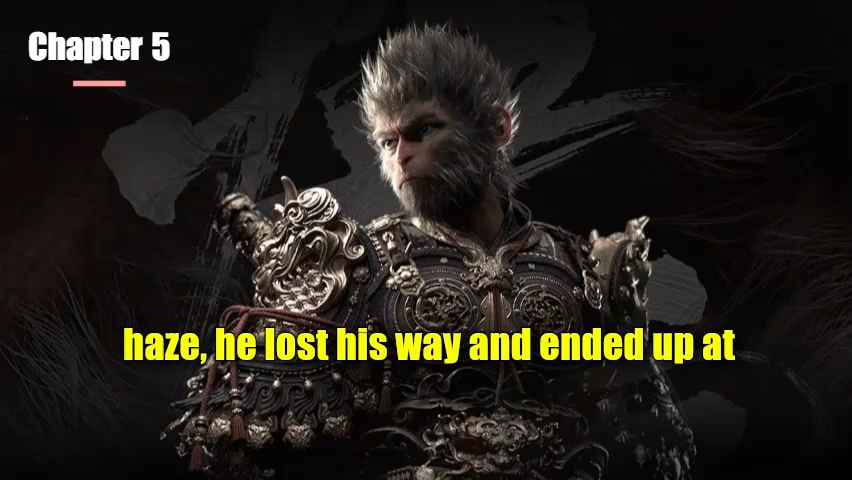 Chapter 5
haze, he lost his way and ended up at